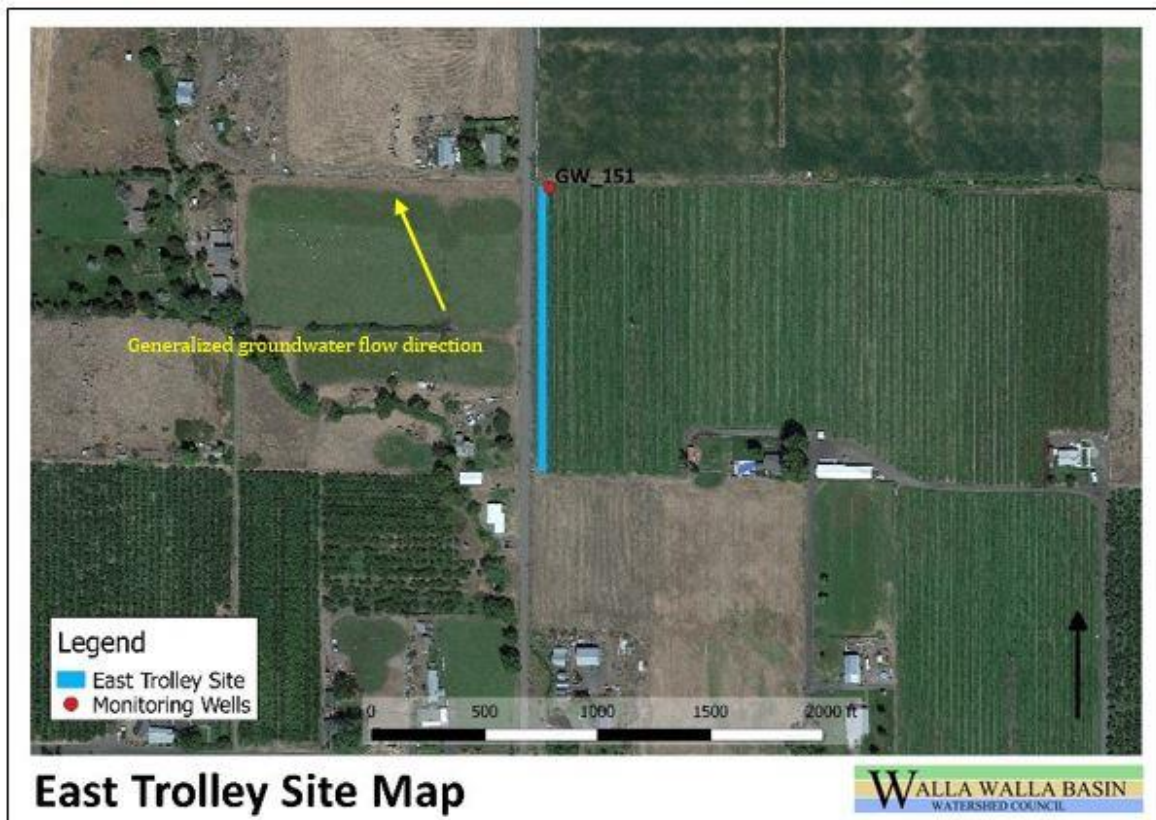 GW_151
Generalized groundwater flow direction
Legend
East Trolley Site
Monitoring Wells
0 500 1000 1500 2000 ft
East Trolley Site Map
WALLA WALLA BASIN
WATERSHED COUNCIL